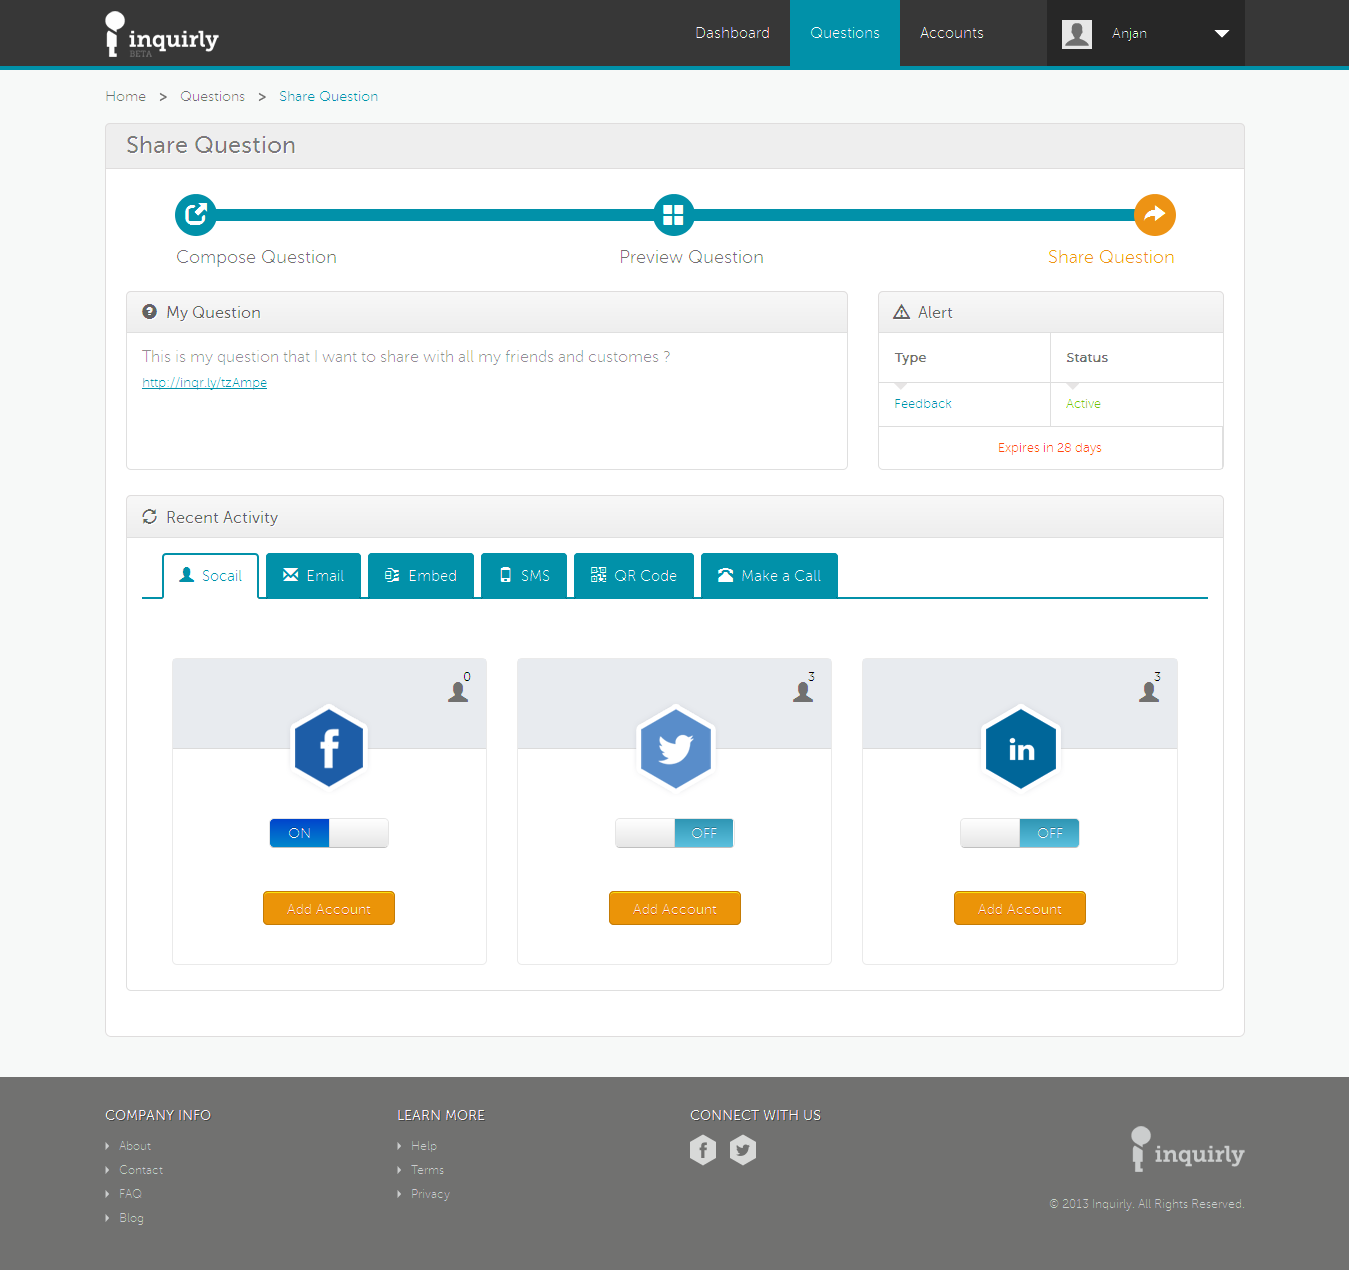 inquirly
BETA
Dashboard Questions Accounts Anjan
Home > Questions > Share Question
Share Question
Compose Question Preview Question Share Question
My Question
This is my question that I want to share with all my friends and customes ?
http://inqr.ly/tzAmpe
Alert
Type Status
Feedback Active
Expires in 28 days
Recent Activity
Socail Email Embed SMS QR Code Make a Call
0 3 3
f in
ON OFF OFF
Add Account Add Account Add Account
COMPANY INFO
About
Contact
FAQ
Blog
LEARN MORE
Help
Terms
Privacy
CONNECT WITH US
f
inquirly
© 2013 Inquirly. All Rights Reserved.